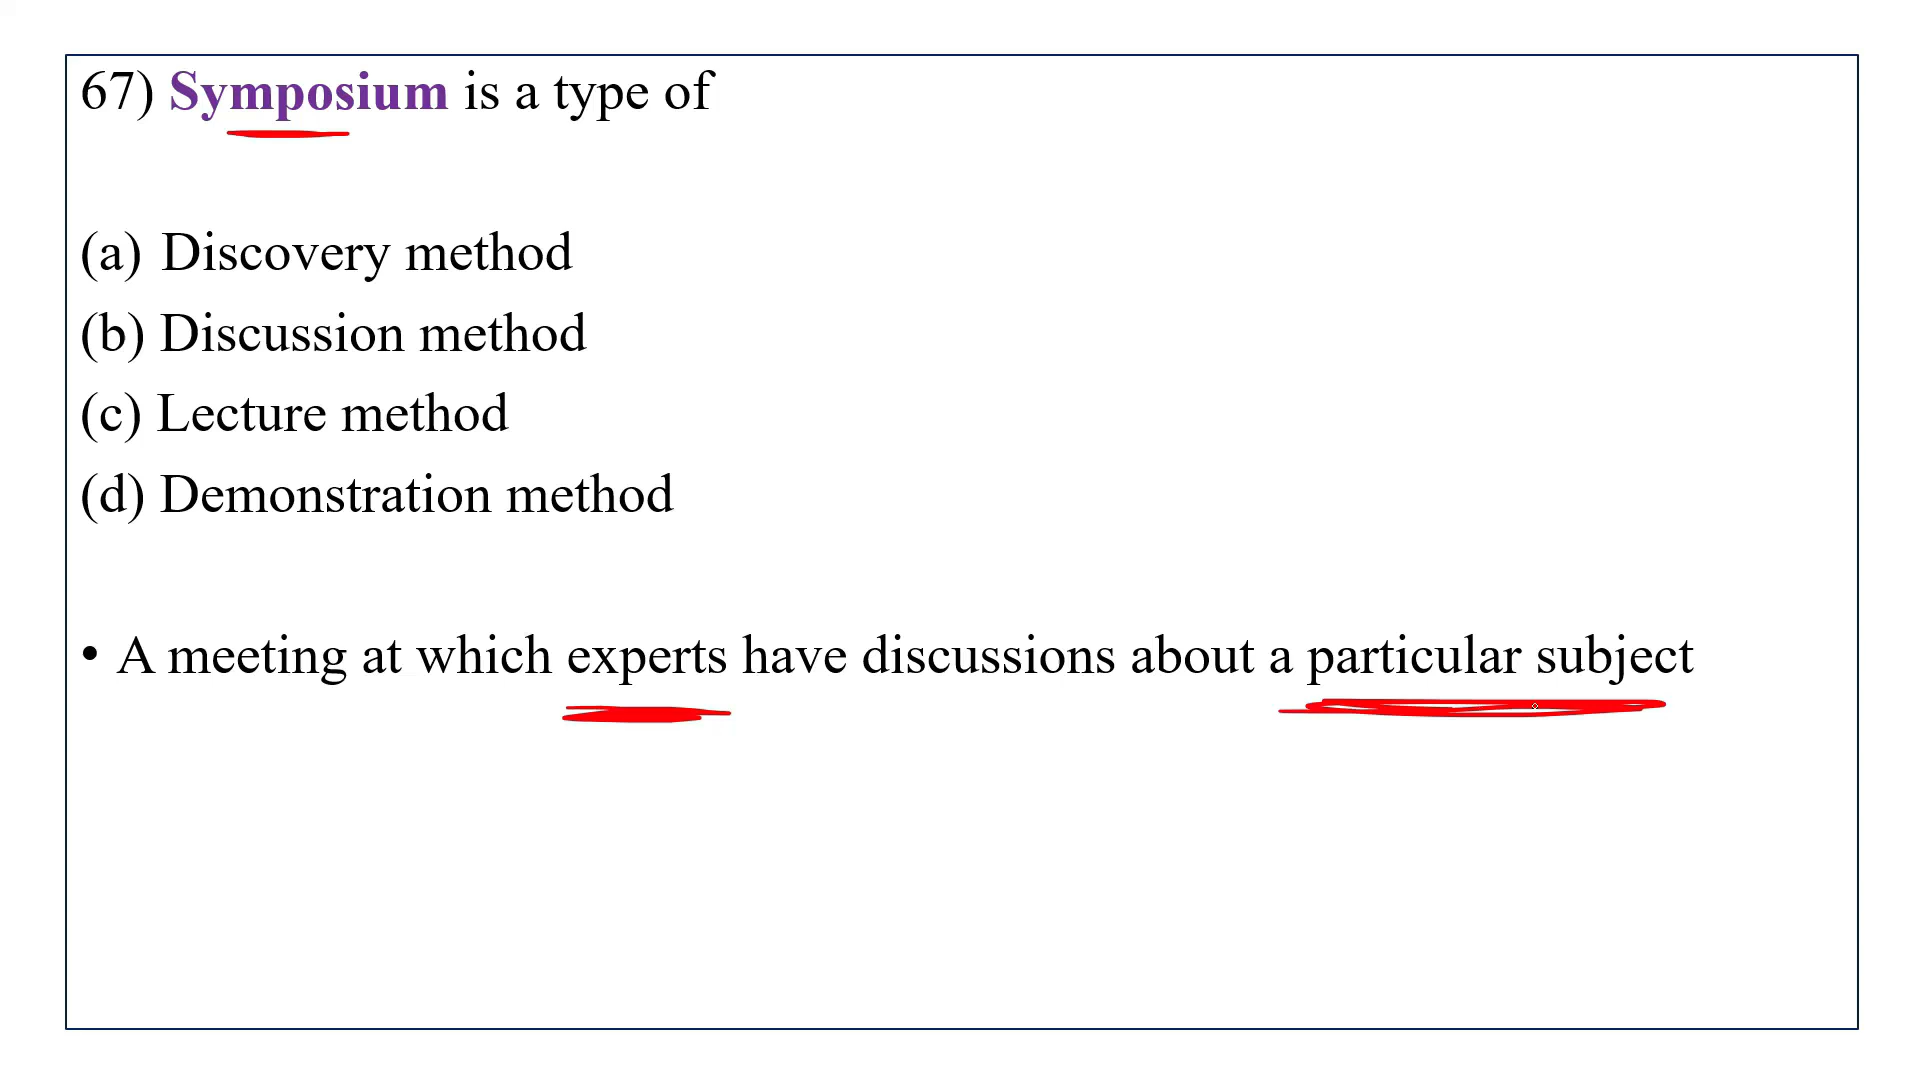 67) Symposium is a type of
(a) Discovery method
(b) Discussion method
(c) Lecture method
(d) Demonstration method
• A meeting at which experts have discussions about a particular subject